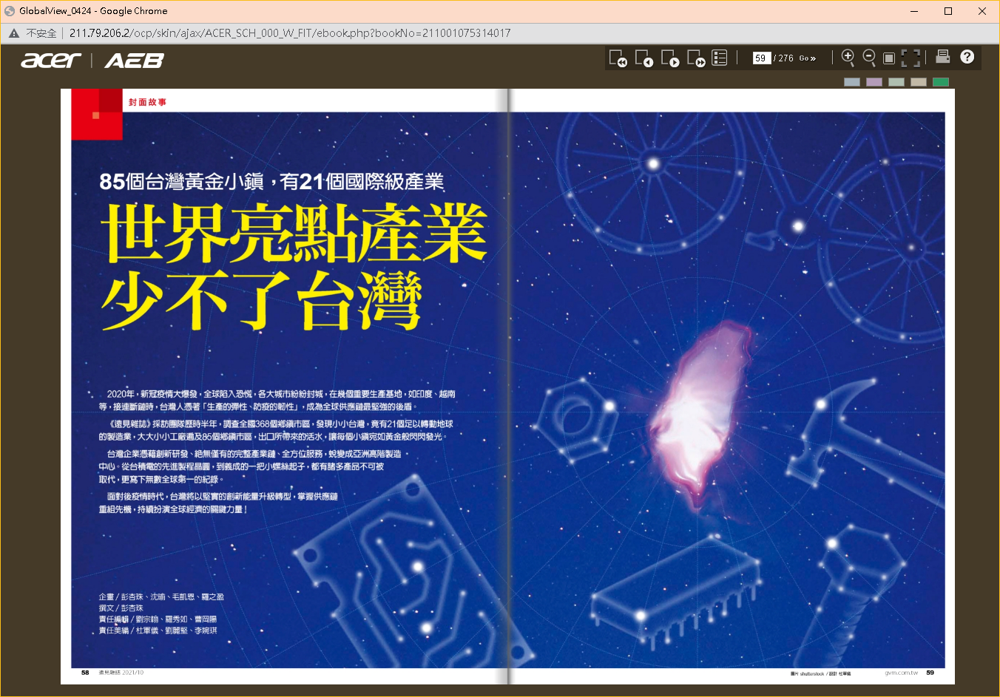 GlobalView_0424 - Google Chrome
不安全 211.79.206.2/ocp/skin/ajax/ACER_SCH_000_W_FIT/ebook.php?bookNo=211001075314017
acer | AEB
59 / 276 Go »
封面故事
85個台灣黃金小鎮，有21個國際級產業
世界亮點產業
少不了台灣
2020年，新冠疫情大爆發，全球陷入恐慌，各大城市紛紛封城，在幾個重要生產基地，如印度、越南
等，接連斷鏈時，台灣人憑著「生產的彈性、防疫的韌性」，成為全球供應鏈最堅強的後盾。
《遠見雜誌》採訪團隊歷時半年，調查全國368個鄉鎮市區，發現小小台灣，竟有21個足以轉動地球
的製造業，大大小小工廠遍及85個鄉鎮市區，出口所帶來的活水，讓每個小鎮宛如黃金般閃閃發光。
台灣企業憑藉創新研發、絕無僅有的完整產業鏈、全方位服務，蛻變成亞洲高階製造
中心。從台積電的先進製程晶圓，到義成的一把小螺絲起子，都有諸多產品不可被
取代，更寫下無數全球第一的紀錄。
面對後疫情時代，台灣將以堅實的創新能量升級轉型，掌握供應鏈
重組先機，持續扮演全球經濟的關鍵力量！
企畫／彭杏珠、沈瑜、毛凱恩、羅之盈
撰文／彭杏珠
責任編輯／劉宗翰、羅秀如、曹岡陽
責任美編／杜軍儀、劉麗堅、李婉琪
58 遠見雜誌 2021/10
圖片 shutterstock／設計 杜軍儀
gvm.com.tw 59